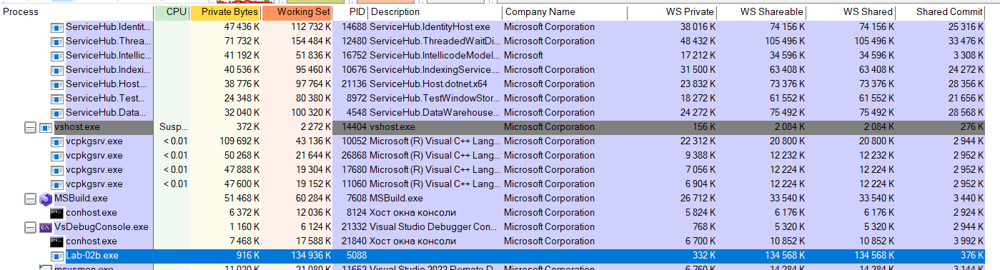 Process CPU Private Bytes Working Set PID Description Company Name WS Private WS Shareable WS Shared Shared Commit
ServiceHub.Identit... 47 436 K 112 732 K 14688 ServiceHub.IdentityHost.exe Microsoft Corporation 38 016 K 74 156 K 74 156 K 25 316 K
ServiceHub.Threa... 71 732 K 154 484 K 12480 ServiceHub.ThreadedWaitDi... Microsoft Corporation 48 432 K 105 496 K 105 496 K 33 476 K
ServiceHub.Intellic... 41 192 K 51 836 K 16752 ServiceHub.IntellicodeModel... Microsoft 17 212 K 34 596 K 34 596 K 3 308 K
ServiceHub.Indexi... 40 536 K 95 460 K 10676 ServiceHub.IndexingService.... Microsoft Corporation 31 500 K 63 408 K 63 408 K 24 272 K
ServiceHub.Host.... 38 776 K 97 764 K 21136 ServiceHub.Host.dotnet.x64 Microsoft Corporation 23 832 K 73 376 K 73 376 K 28 356 K
ServiceHub.Test... 24 348 K 80 380 K 8972 ServiceHub.TestWindowStor... Microsoft Corporation 18 272 K 61 552 K 61 552 K 21 656 K
ServiceHub.Data... 32 040 K 100 320 K 4548 ServiceHub.DataWarehouse... Microsoft Corporation 24 272 K 75 492 K 75 492 K 28 568 K
vshost.exe Susp... 372 K 2 272 K 14404 vshost.exe Microsoft Corporation 156 K 2 084 K 2 084 K 276 K
vcpkgsrv.exe < 0.01 109 692 K 43 136 K 10052 Microsoft (R) Visual C++ Lang... Microsoft Corporation 22 312 K 20 800 K 20 800 K 2 944 K
vcpkgsrv.exe < 0.01 50 268 K 21 644 K 26868 Microsoft (R) Visual C++ Lang... Microsoft Corporation 9 388 K 12 232 K 12 232 K 2 944 K
vcpkgsrv.exe < 0.01 47 888 K 19 304 K 17680 Microsoft (R) Visual C++ Lang... Microsoft Corporation 7 056 K 12 224 K 12 224 K 2 952 K
vcpkgsrv.exe < 0.01 47 600 K 19 152 K 11060 Microsoft (R) Visual C++ Lang... Microsoft Corporation 6 904 K 12 224 K 12 224 K 2 952 K
MSBuild.exe 51 468 K 60 284 K 7608 MSBuild.exe Microsoft Corporation 26 712 K 33 540 K 33 540 K 3 440 K
conhost.exe 6 372 K 12 036 K 8124 Хост окна консоли Microsoft Corporation 5 824 K 6 176 K 6 176 K 2 924 K
VsDebugConsole.exe 1 160 K 6 124 K 21332 Visual Studio Debugger Con... Microsoft Corporation 768 K 5 320 K 5 320 K 420 K
conhost.exe 7 468 K 17 588 K 21840 Хост окна консоли Microsoft Corporation 6 700 K 10 852 K 10 852 K 3 992 K
Lab-02b.exe 916 K 134 936 K 5088 332 K 134 568 K 134 568 K 376 K
msvsmon.exe 11 020 K 21 080 K 11652 Visual Studio 2022 Remote D... Microsoft Corporation 6 760 K 14 284 K 14 284 K 3 144 K